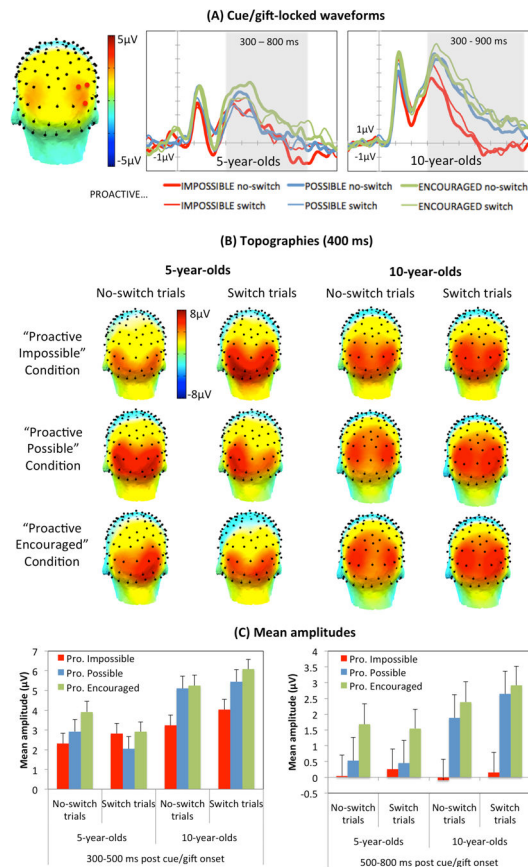 (A) Cue/gift-locked waveforms
5μV
-5μV
300 – 800 ms
-1μV
5-year-olds
300 - 900 ms
1μV
-1μV
10-year-olds
PROACTIVE...
IMPOSSIBLE no-switch
POSSIBLE no-switch
ENCOURAGED no-switch
IMPOSSIBLE switch
POSSIBLE switch
ENCOURAGED switch
(B) Topographies (400 ms)
5-year-olds
10-year-olds
No-switch trials
Switch trials
No-switch trials
Switch trials
8μV
-8μV
“Proactive
Impossible”
Condition
“Proactive
Possible”
Condition
“Proactive
Encouraged”
Condition
(C) Mean amplitudes
Mean amplitude (μV)
7
6
5
4
3
2
1
0
Pro. Impossible
Pro. Possible
Pro. Encouraged
No-switch
trials
Switch trials
No-switch
trials
Switch trials
5-year-olds
10-year-olds
300-500 ms post cue/gift onset
Mean amplitude (μV)
4
3.5
3
2.5
2
1.5
1
0.5
0
-0.5
Pro. Impossible
Pro. Possible
Pro. Encouraged
No-switch
trials
Switch
trials
No-switch
trials
Switch
trials
5-year-olds
10-year-olds
500-800 ms post cue/gift onset